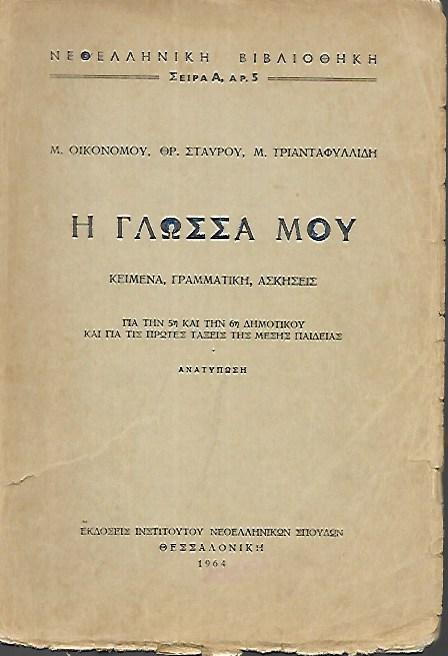 ΝΕΟΕΛΛΗΝΙΚΗ ΒΙΒΛΙΟΘΗΚΗ
ΣΕΙΡΑ Α, ΑΡ. 5
Μ. ΟΙΚΟΝΟΜΟΥ, ΘΡ. ΣΤΑΥΡΟΥ, Μ. ΤΡΙΑΝΤΑΦΥΛΛΙΔΗ
Η ΓΛΩΣΣΑ ΜΟΥ
ΚΕΙΜΕΝΑ, ΓΡΑΜΜΑΤΙΚΗ, ΑΣΚΗΣΕΙΣ
ΓΙΑ ΤΗΝ 5η ΚΑΙ ΤΗΝ 6η ΔΗΜΟΤΙΚΟΥ
ΚΑΙ ΓΙΑ ΤΙΣ ΠΡΩΤΕΣ ΤΑΞΕΙΣ ΤΗΣ ΜΕΣΗΣ ΠΑΙΔΕΙΑΣ
ΑΝΑΤΥΠΩΣΗ
ΕΚΔΟΣΕΙΣ ΙΝΣΤΙΤΟΥΤΟΥ ΝΕΟΕΛΛΗΝΙΚΩΝ ΣΠΟΥΔΩΝ
ΘΕΣΣΑΛΟΝΙΚΗ
1964